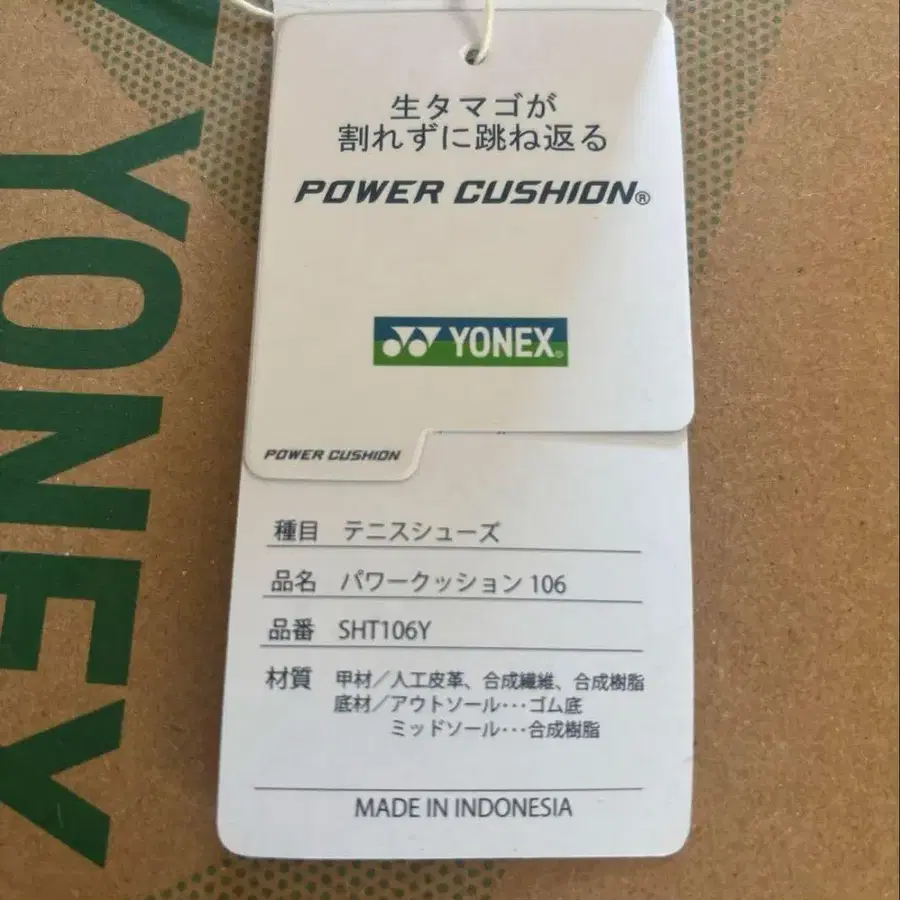 生タマゴが
割れずに跳ね返る
POWER CUSHION®
YONEX®
POWER CUSHION
種目 テニスシューズ
品名 パワークッション 106
品番 SHT106Y
材質 甲材/人工皮革、合成繊維、合成樹脂
底材/アウトソール･･･ゴム底
ミッドソール･･･合成樹脂
MADE IN INDONESIA
YONEX